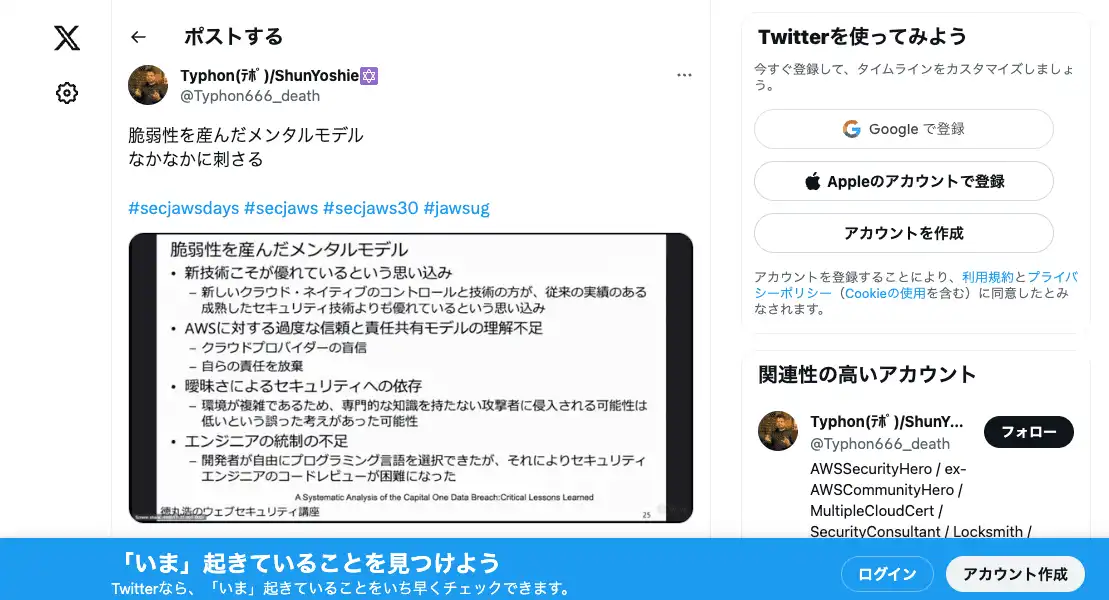 ポストする
Typhon(ﾃﾎﾟ)/ShunYoshie🔯
@Typhon666_death
脆弱性を産んだメンタルモデル
なかなかに刺さる
#secjawsdays #secjaws #secjaws30 #jawsug
脆弱性を産んだメンタルモデル
• 新技術こそが優れているという思い込み
– 新しいクラウド・ネイティブのコントロールと技術の方が、従来の実績のある
成熟したセキュリティ技術よりも優れているという思い込み
• AWSに対する過度な信頼と責任共有モデルの理解不足
– クラウドプロバイダーの盲信
– 自らの責任を放棄
• 曖昧さによるセキュリティへの依存
– 環境が複雑であるため、専門的な知識を持たない攻撃者に侵入される可能性は
低いという誤った考えがあった可能性
• エンジニアの統制の不足
– 開発者が自由にプログラミング言語を選択できたが、それによりセキュリティ
エンジニアのコードレビューが困難になった
A Systematic Analysis of the Capital One Data Breach:Critical Lessons Learned
徳丸浩のウェブセキュリティ講座
25
Twitterを使ってみよう
今すぐ登録して、タイムラインをカスタマイズしましょ
う。
Google で登録
Appleのアカウントで登録
アカウントを作成
アカウントを登録することにより、利用規約とプライバ
シーポリシー（Cookieの使用を含む）に同意したとみ
なされます。
関連性の高いアカウント
Typhon(ﾃﾎﾟ)/ShunY...
@Typhon666_death
フォロー
AWSSecurityHero / ex-
AWSCommunityHero /
MultipleCloudCert /
SecurityConsultant / Locksmith /
「いま」起きていることを見つけよう
Twitterなら、「いま」起きていることをいち早くチェックできます。
ログイン
アカウント作成